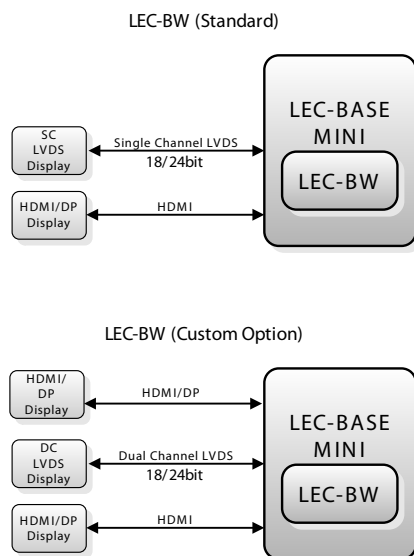 LEC-BW (Standard)
SC
LVDS
Display
Single Channel LVDS
18/24bit
HDMI/DP
Display
HDMI
LEC-BASE
MINI
LEC-BW
LEC-BW (Custom Option)
HDMI/
DP
Display
HDMI/DP
DC
LVDS
Display
Dual Channel LVDS
18/24bit
HDMI/DP
Display
HDMI
LEC-BASE
MINI
LEC-BW